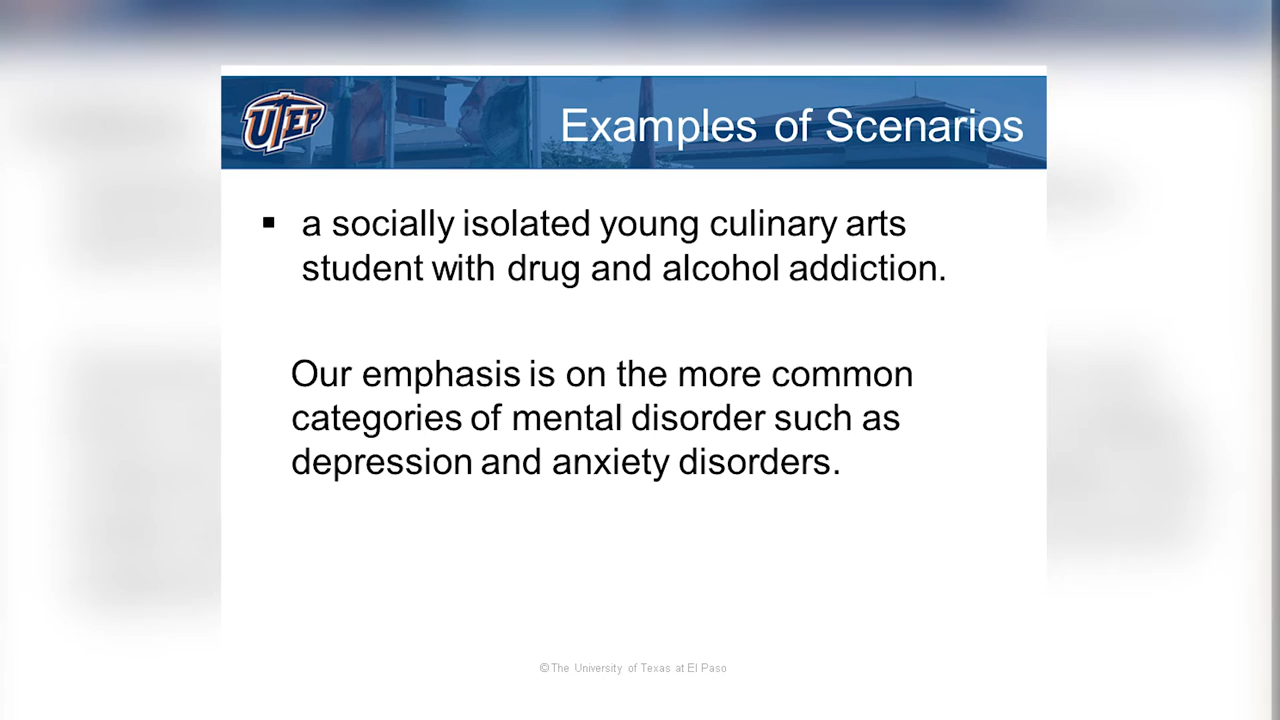 UTEP
Examples of Scenarios
▪ a socially isolated young culinary arts
student with drug and alcohol addiction.
Our emphasis is on the more common
categories of mental disorder such as
depression and anxiety disorders.
©The University of Texas at El Paso